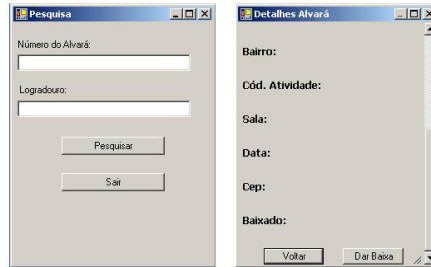 Pesquisa
Número do Alvará:
Logradouro:
Pesquisar
Sair
Detalhes Alvará
Bairro:
Cód. Atividade:
Sala:
Data:
Cep:
Baixado:
Voltar
Dar Baixa